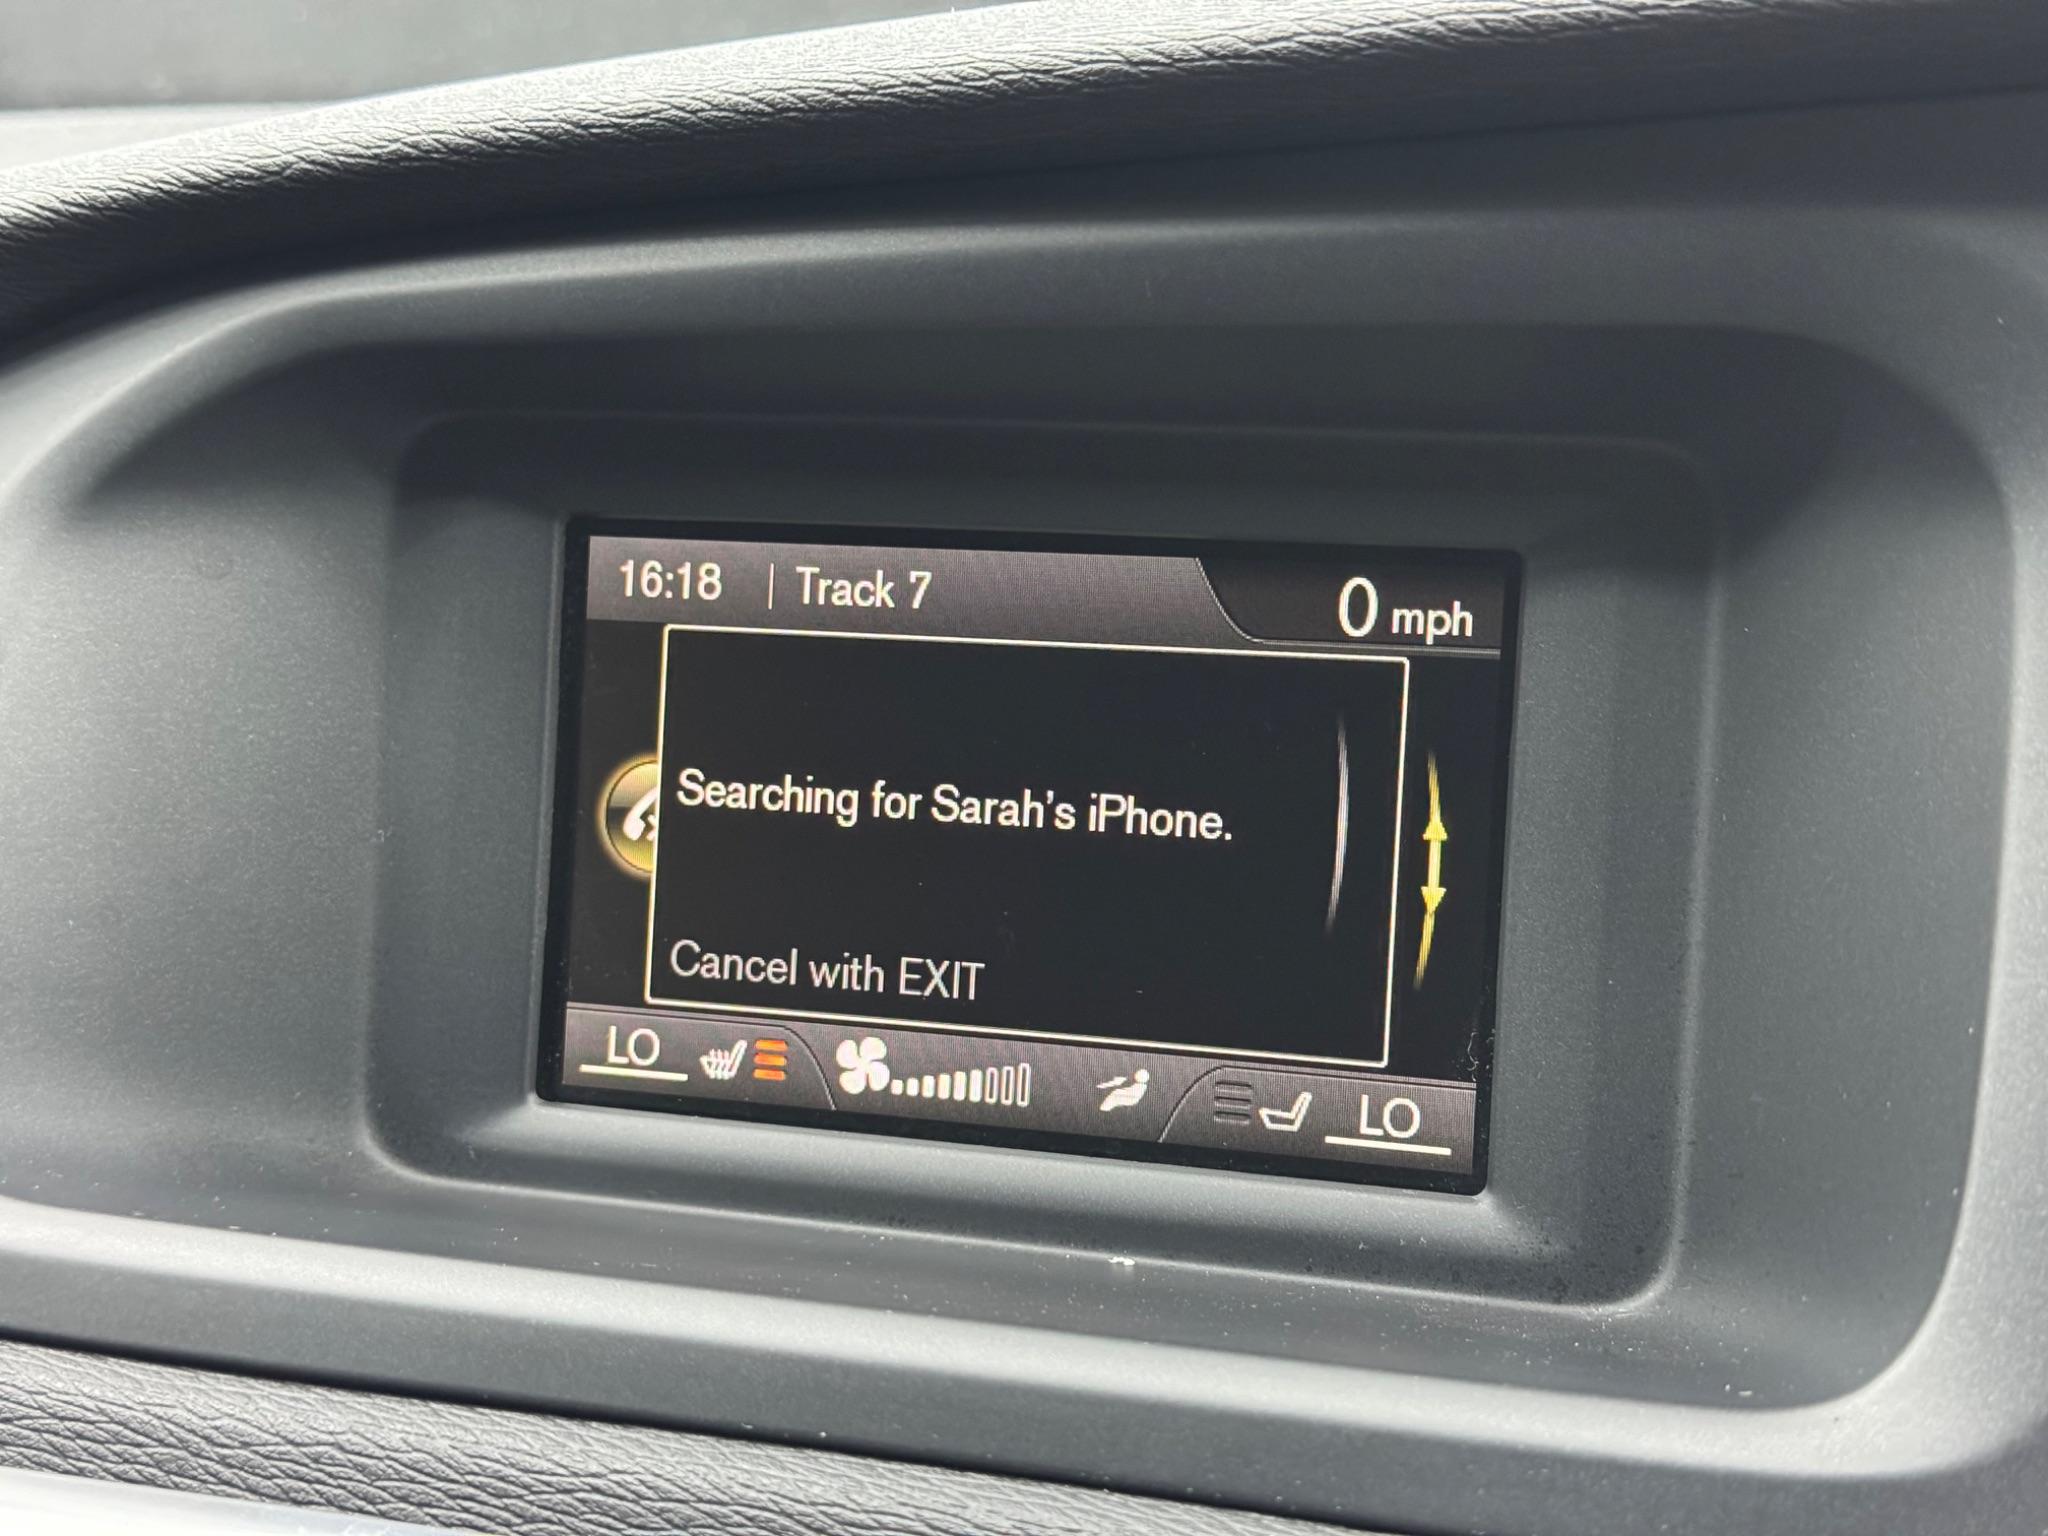 16:18 | Track 7
0 mph
Searching for Sarah's iPhone.
Cancel with EXIT
LO
LO